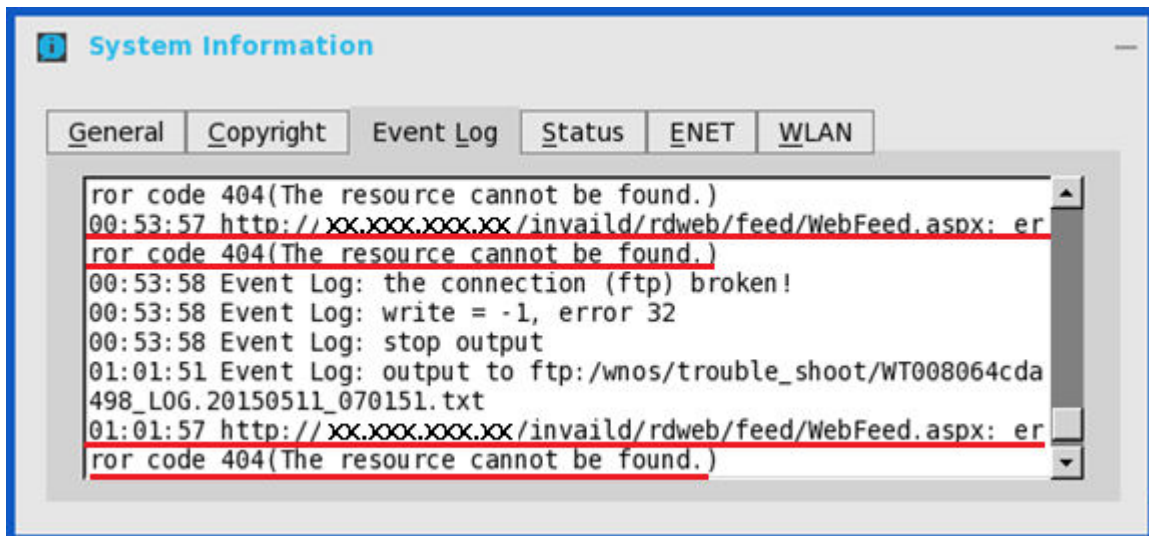 System Information
General Copyright Event Log Status ENET WLAN
ror code 404(The resource cannot be found.)
00:53:57 http://XX.XXX.XXX.XX/invaild/rdweb/feed/WebFeed.aspx: er
ror code 404(The resource cannot be found.)
00:53:58 Event Log: the connection (ftp) broken!
00:53:58 Event Log: write = -1, error 32
00:53:58 Event Log: stop output
01:01:51 Event Log: output to ftp:/wnos/trouble_shoot/WT008064cda
498_LOG.20150511_070151.txt
01:01:57 http://XX.XXX.XXX.XX/invaild/rdweb/feed/WebFeed.aspx: er
ror code 404(The resource cannot be found.)